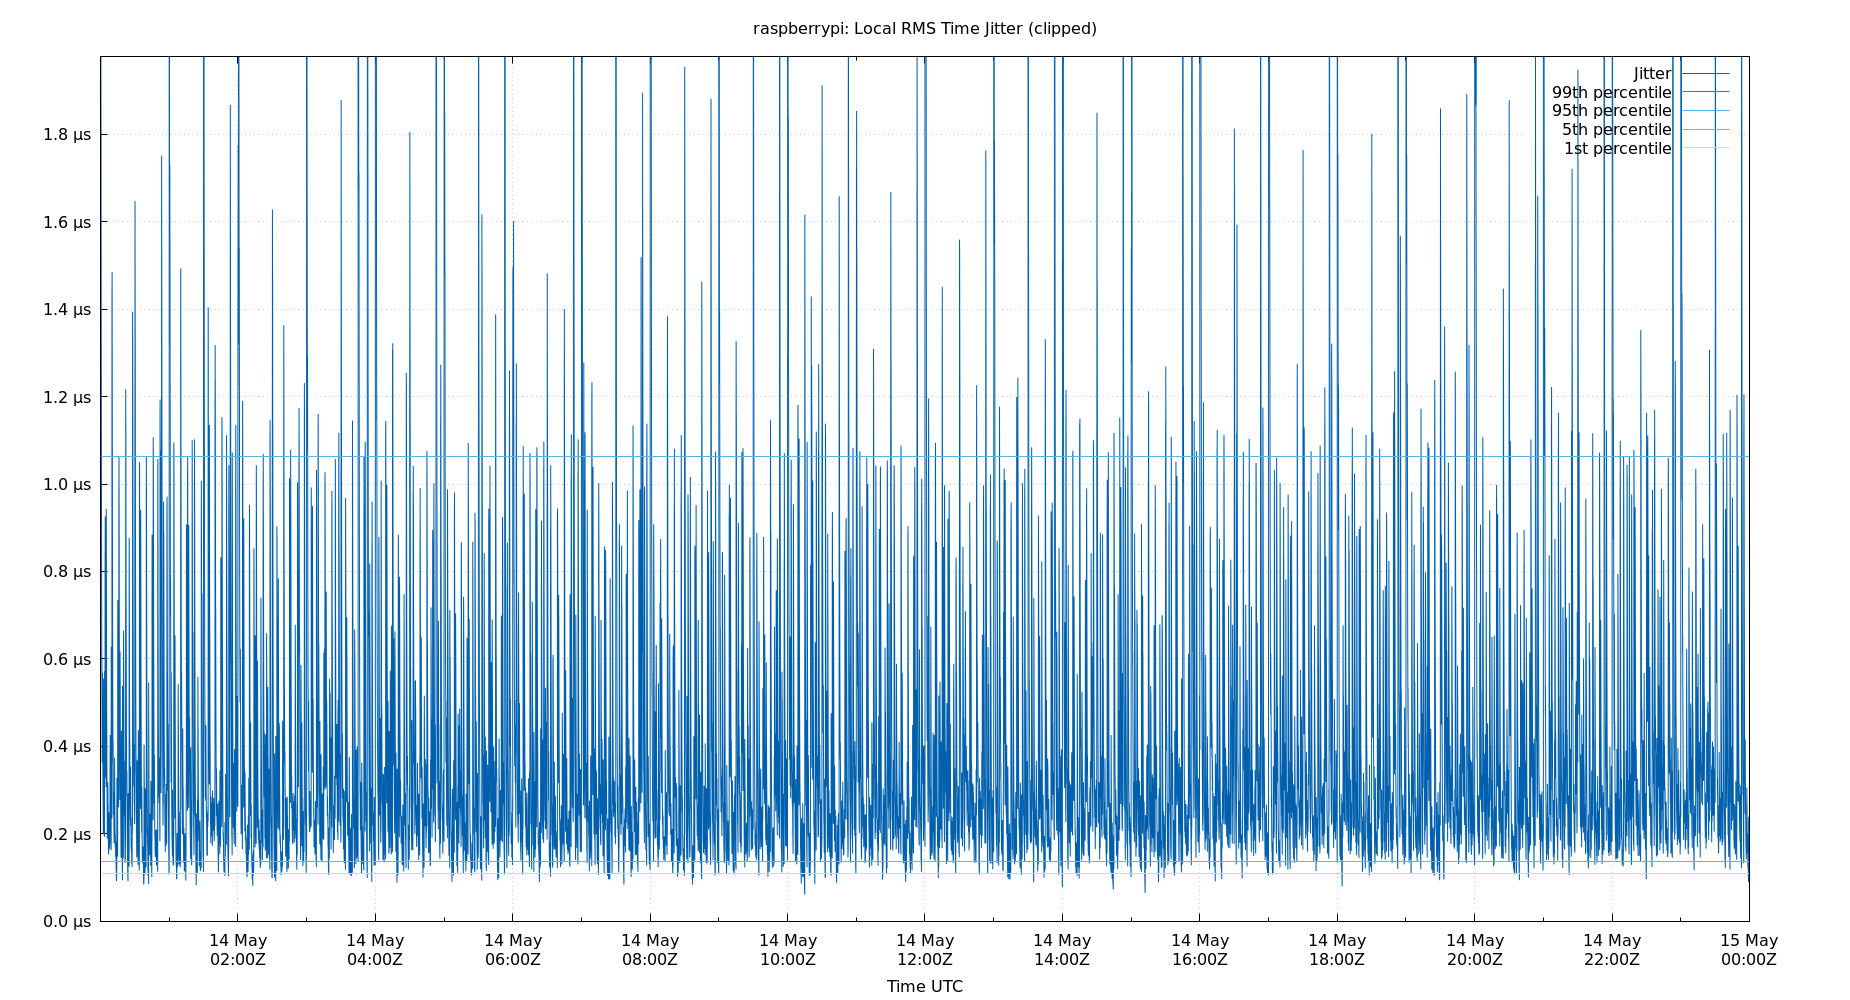 raspberrypi: Local RMS Time Jitter (clipped)
Jitter
99th percentile
95th percentile
5th percentile
1st percentile
1.8 µs
1.6 µs
1.4 µs
1.2 µs
1.0 µs
0.8 µs
0.6 µs
0.4 µs
0.2 µs
0.0 µs
14 May 14 May 14 May 14 May 14 May 14 May 14 May 14 May 14 May 14 May 14 May 15 May
02:00Z 04:00Z 06:00Z 08:00Z 10:00Z 12:00Z 14:00Z 16:00Z 18:00Z 20:00Z 22:00Z 00:00Z
Time UTC